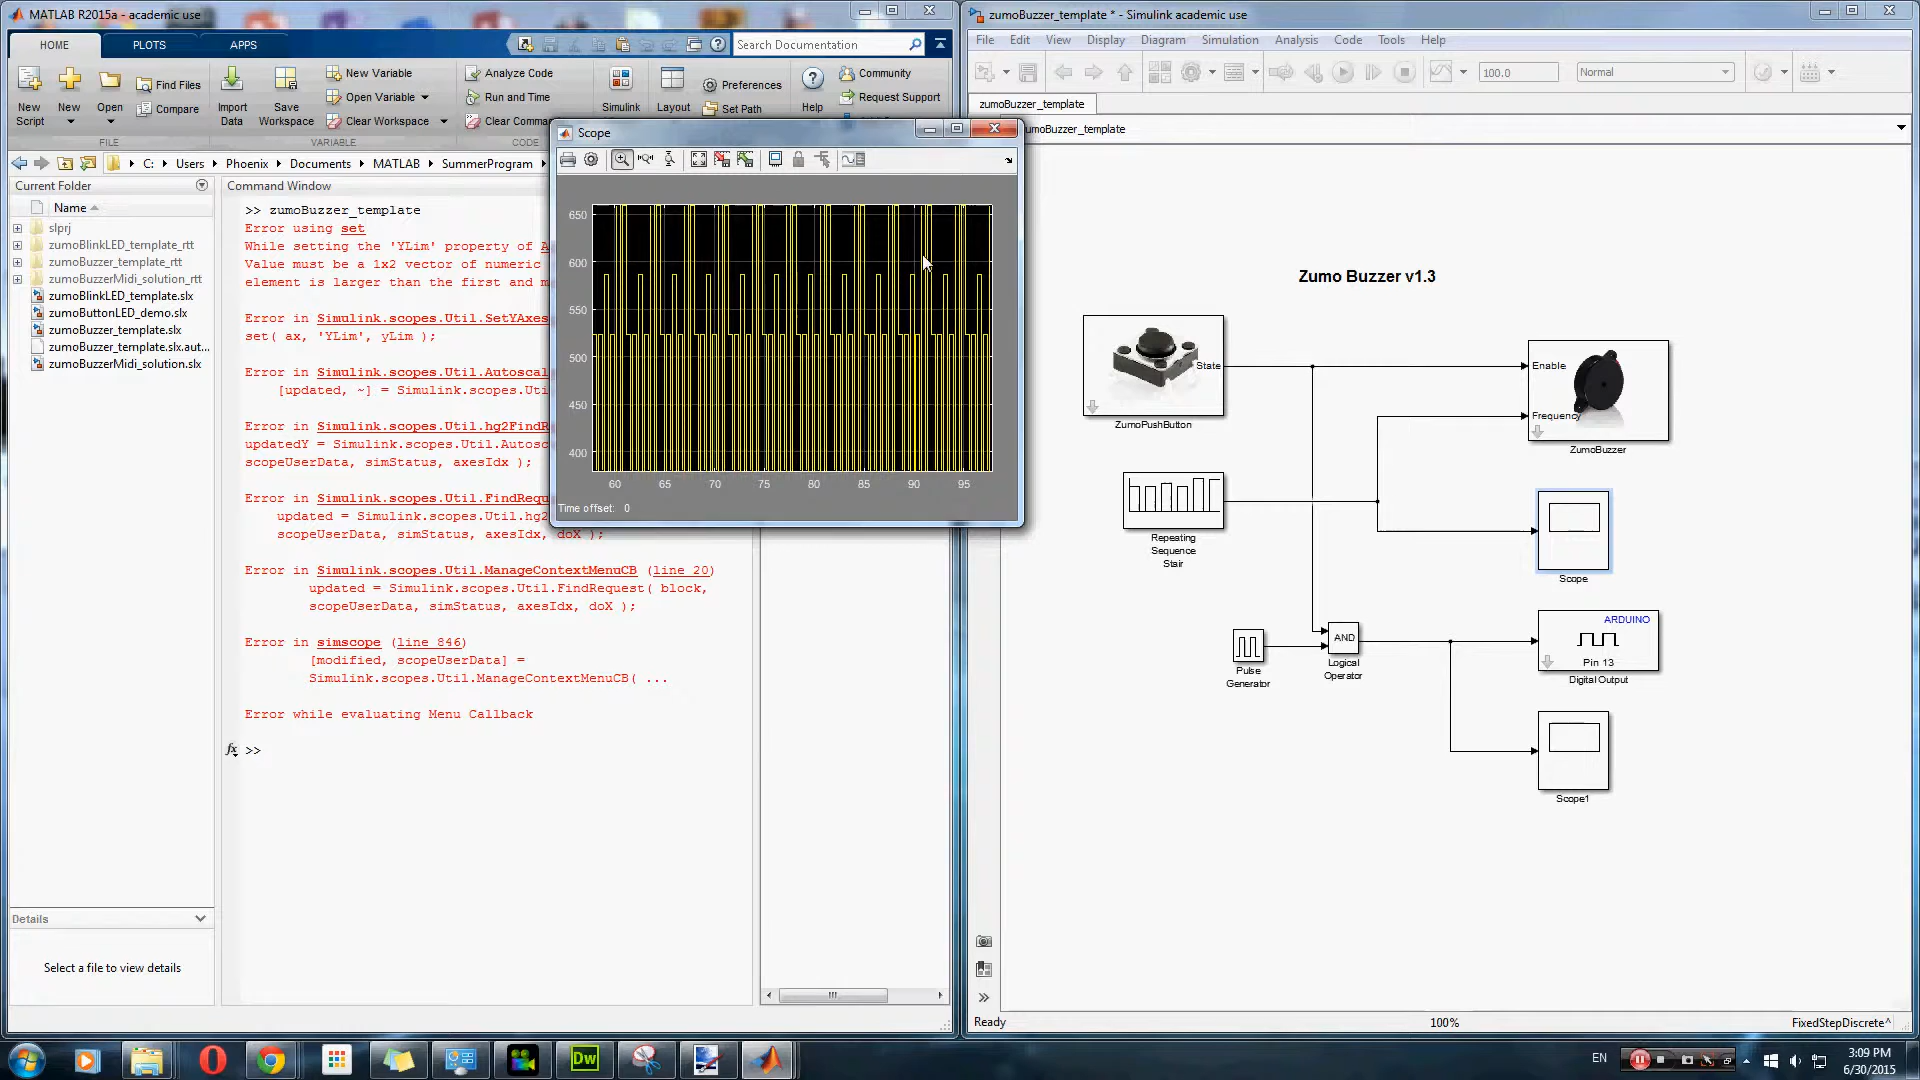 MATLAB R2015a - academic use
HOME
PLOTS
APPS
Search Documentation
New Script
New
Open
Find Files
Compare
Import Data
Save Workspace
New Variable
Open Variable
Clear Workspace
Analyze Code
Run and Time
Clear Comma
Simulink
Layout
Preferences
Set Path
Help
Community
Request Support
FILE
VARIABLE
CODE
C:
Users
Phoenix
Documents
MATLAB
SummerProgram
Current Folder
Name
slprj
zumoBlinkLED_template_rtt
zumoBuzzer_template_rtt
zumoBuzzerMidi_solution_rtt
zumoBlinkLED_template.slx
zumoButtonLED_demo.slx
zumoBuzzer_template.slx
zumoBuzzer_template.slx.aut...
zumoBuzzerMidi_solution.slx
Details
Select a file to view details
Command Window
>> zumoBuzzer_template
Error using set
While setting the 'YLim' property of A
Value must be a 1x2 vector of numeric
element is larger than the first and m
Error in Simulink.scopes.Util.SetYAxes
set( ax, 'YLim', yLim );
Error in Simulink.scopes.Util.Autoscal
[updated, ~] = Simulink.scopes.Uti
Error in Simulink.scopes.Util.hg2FindR
updatedY = Simulink.scopes.Util.Autosc
scopeUserData, simStatus, axesIdx );
Error in Simulink.scopes.Util.FindRequ
updated = Simulink.scopes.Util.hg2
scopeUserData, simStatus, axesIdx, doX );
Error in Simulink.scopes.Util.ManageContextMenuCB (line 20)
updated = Simulink.scopes.Util.FindRequest( block,
scopeUserData, simStatus, axesIdx, doX );
Error in simscope (line 846)
[modified, scopeUserData] =
Simulink.scopes.Util.ManageContextMenuCB( ...
Error while evaluating Menu Callback
fx >>
Scope
650
600
550
500
450
400
60 65 70 75 80 85 90 95
Time offset: 0
zumoBuzzer_template * - Simulink academic use
File Edit View Display Diagram Simulation Analysis Code Tools Help
100.0
Normal
zumoBuzzer_template
umoBuzzer_template
Zumo Buzzer v1.3
State
ZumoPushButton
Enable
Frequency
ZumoBuzzer
Repeating
Sequence
Stair
Scope
Pulse
Generator
AND
Logical
Operator
ARDUINO
Pin 13
Digital Output
Scope1
Ready
100%
FixedStepDiscrete^
Dw
EN
3:09 PM
6/30/2015